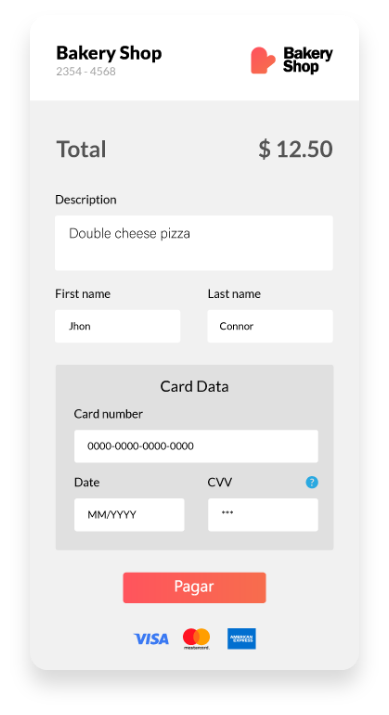 Bakery Shop
2354 - 4568
Bakery
Shop
Total
$ 12.50
Description
Double cheese pizza
First name
Last name
Jhon
Connor
Card Data
Card number
0000-0000-0000-0000
Date
CVV
?
MM/YYYY
***
Pagar
VISA
mastercard.
AMERICAN
EXPRESS